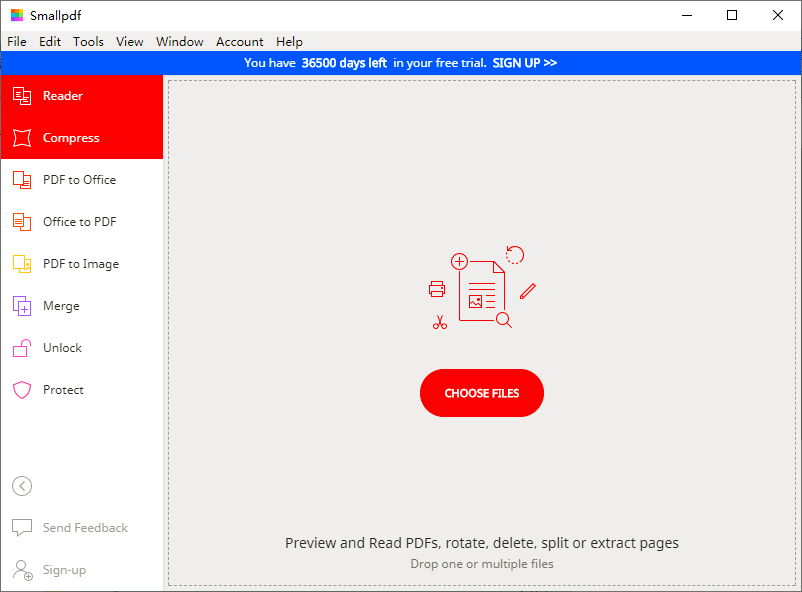 Smallpdf
File Edit Tools View Window Account Help
You have 36500 days left in your free trial. SIGN UP >>
Reader
Compress
PDF to Office
Office to PDF
PDF to Image
Merge
Unlock
Protect
Send Feedback
Sign-up
CHOOSE FILES
Preview and Read PDFs, rotate, delete, split or extract pages
Drop one or multiple files